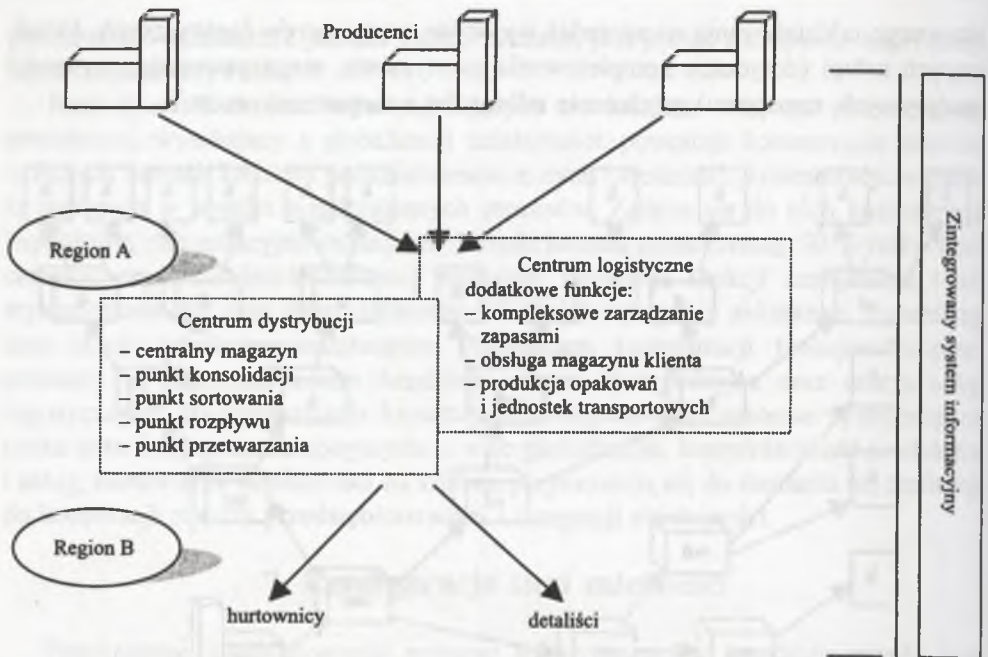 Producenci
Region A
Centrum logistyczne
dodatkowe funkcje:
– kompleksowe zarządzanie
zapasami
– obsługa magazynu klienta
– produkcja opakowań
i jednostek transportowych
Centrum dystrybucji
– centralny magazyn
– punkt konsolidacji
– punkt sortowania
– punkt rozpływu
– punkt przetwarzania
Region B
hurtownicy
detaliści
Zintegrowany system informacyjny